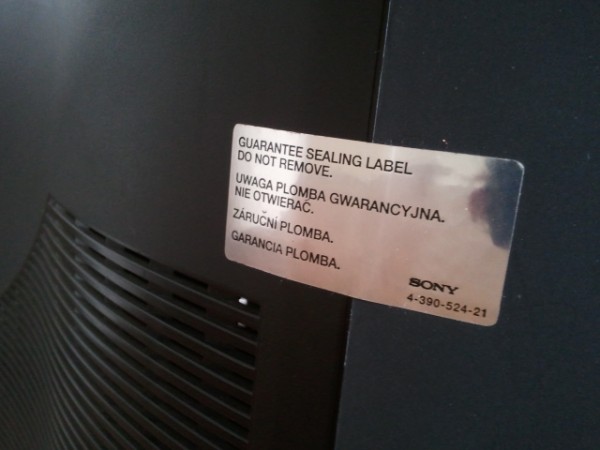 GUARANTEE SEALING LABEL
DO NOT REMOVE.
UWAGA PLOMBA GWARANCYJNA.
NIE OTWIERAĆ.
ZÁRUČNÍ PLOMBA.
GARANCIA PLOMBA.
SONY
4-390-524-21